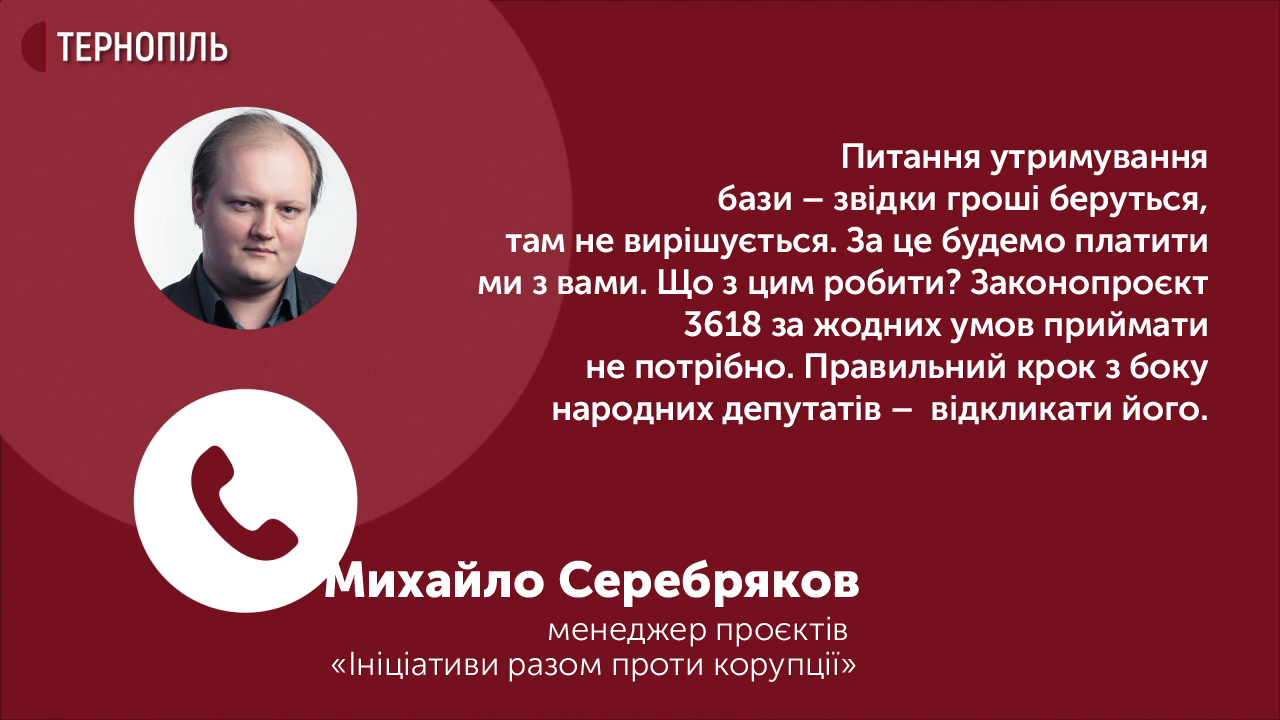 ТЕРНОПІЛЬ
Питання утримування
бази – звідки гроші беруться,
там не вирішується. За це будемо платити
ми з вами. Що з цим робити? Законопроєкт
3618 за жодних умов приймати
не потрібно. Правильний крок з боку
народних депутатів – відкликати його.
Михайло Серебряков
менеджер проєктів
«Ініціативи разом проти корупції»